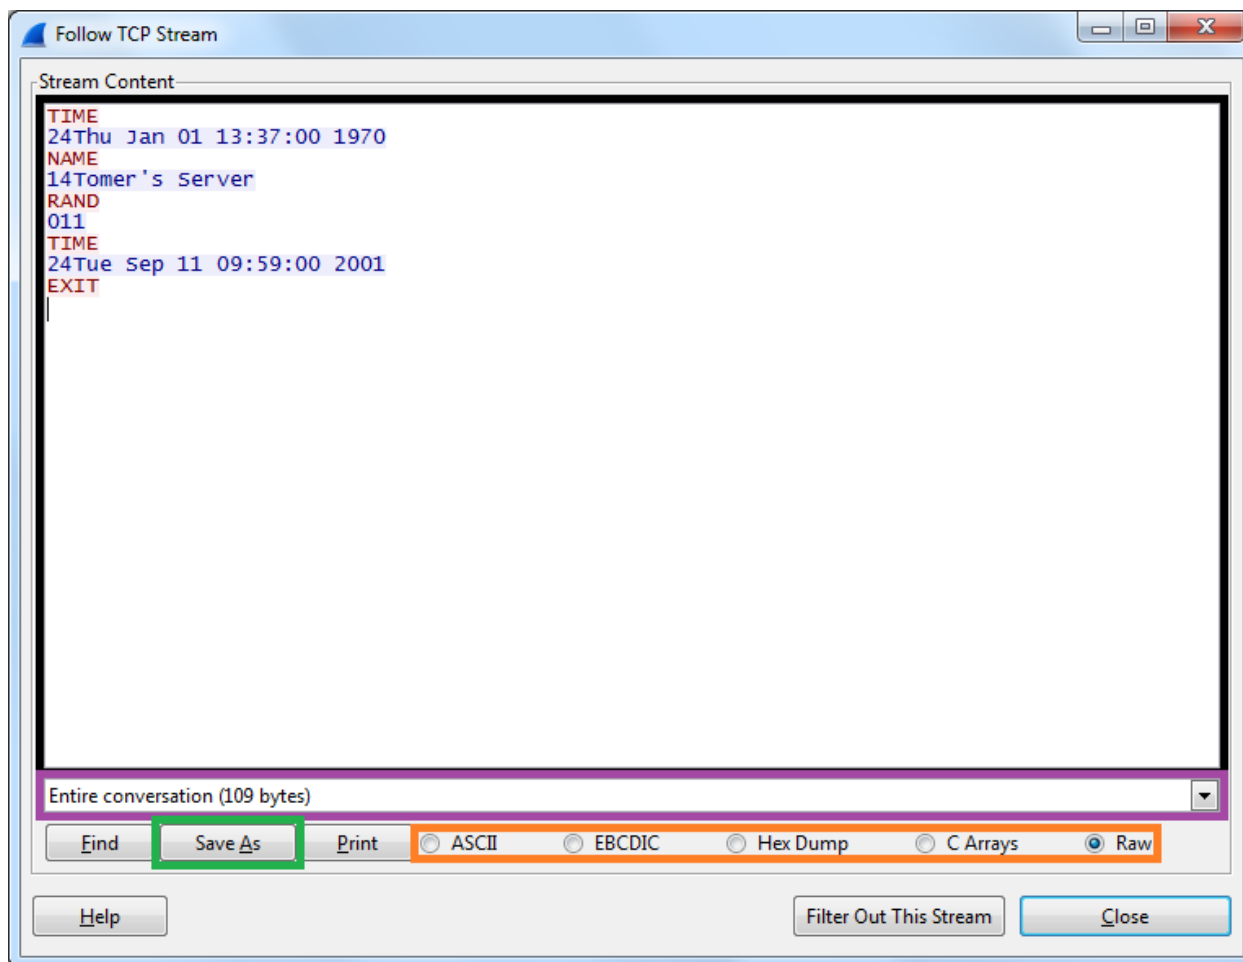 Follow TCP Stream
Stream Content
TIME
24Thu Jan 01 13:37:00 1970
NAME
14Tomer's Server
RAND
011
TIME
24Tue Sep 11 09:59:00 2001
EXIT
Entire conversation (109 bytes)
Find Save As Print ASCII EBCDIC Hex Dump C Arrays Raw
Help Filter Out This Stream Close